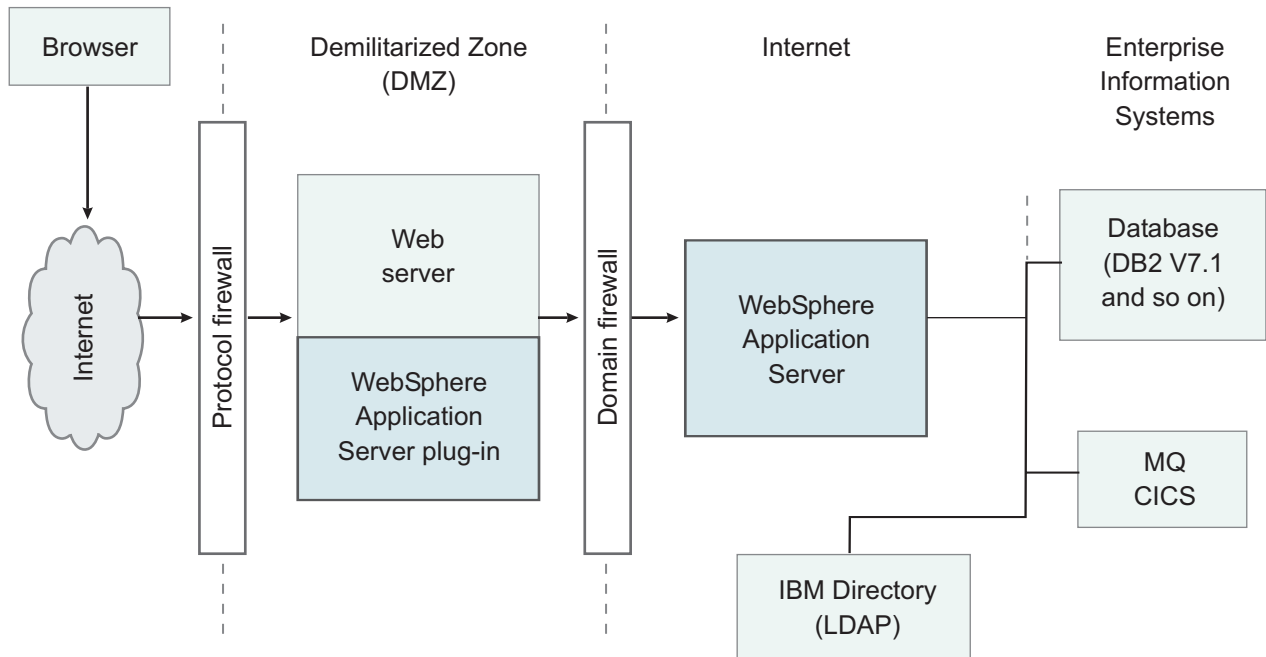 Browser
Demilitarized Zone
(DMZ)
Internet
Enterprise
Information
Systems
Internet
Protocol firewall
Web
server
WebSphere
Application
Server plug-in
Domain firewall
WebSphere
Application
Server
Database
(DB2 V7.1
and so on)
MQ
CICS
IBM Directory
(LDAP)